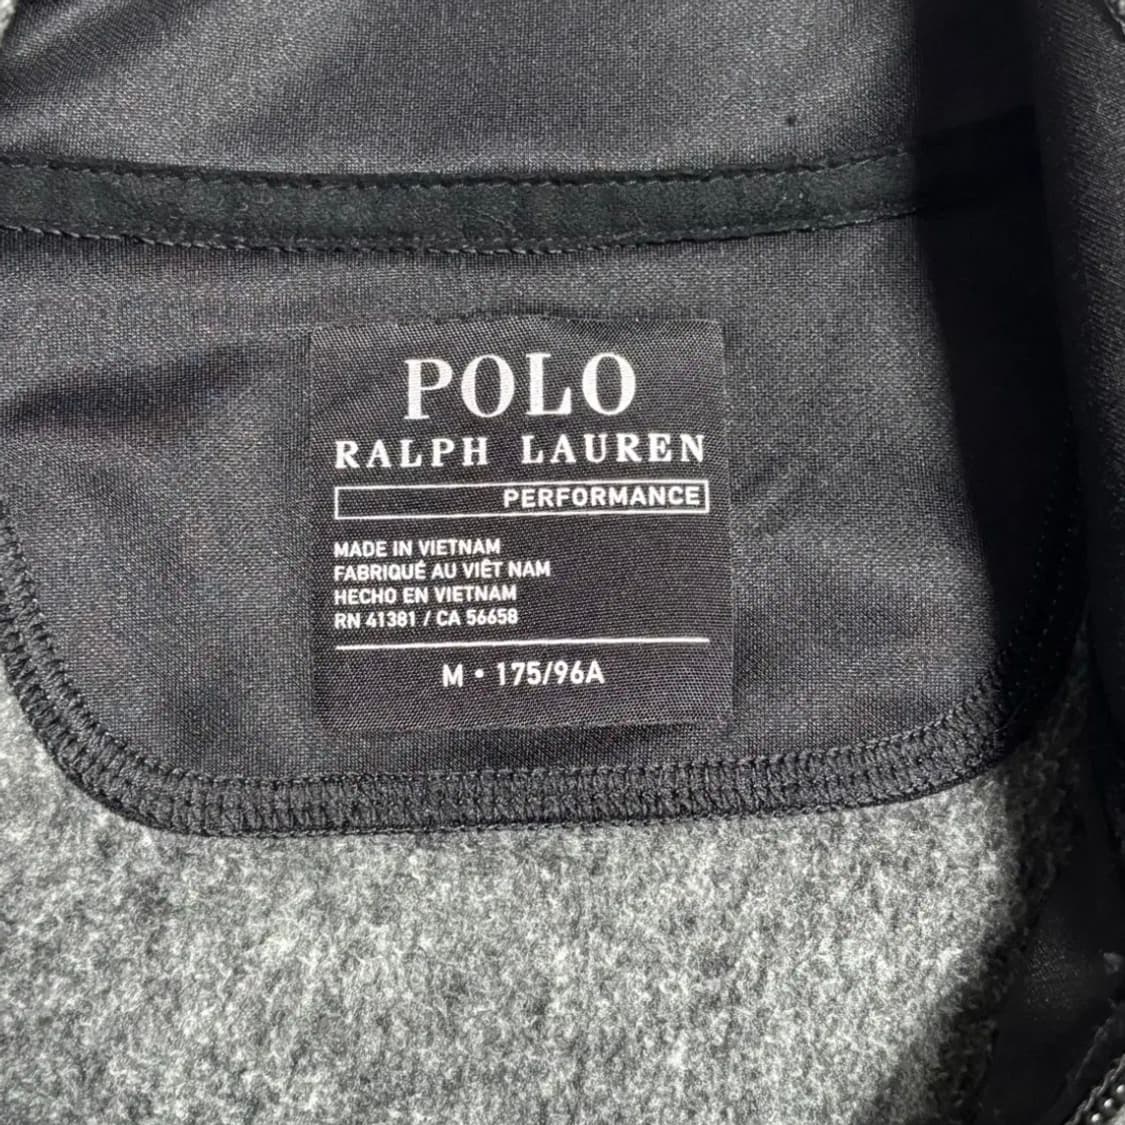 POLO
RALPH LAUREN
PERFORMANCE
MADE IN VIETNAM
FABRIQUÉ AU VIÊT NAM
HECHO EN VIETNAM
RN 41381 / CA 56658
M • 175/96A